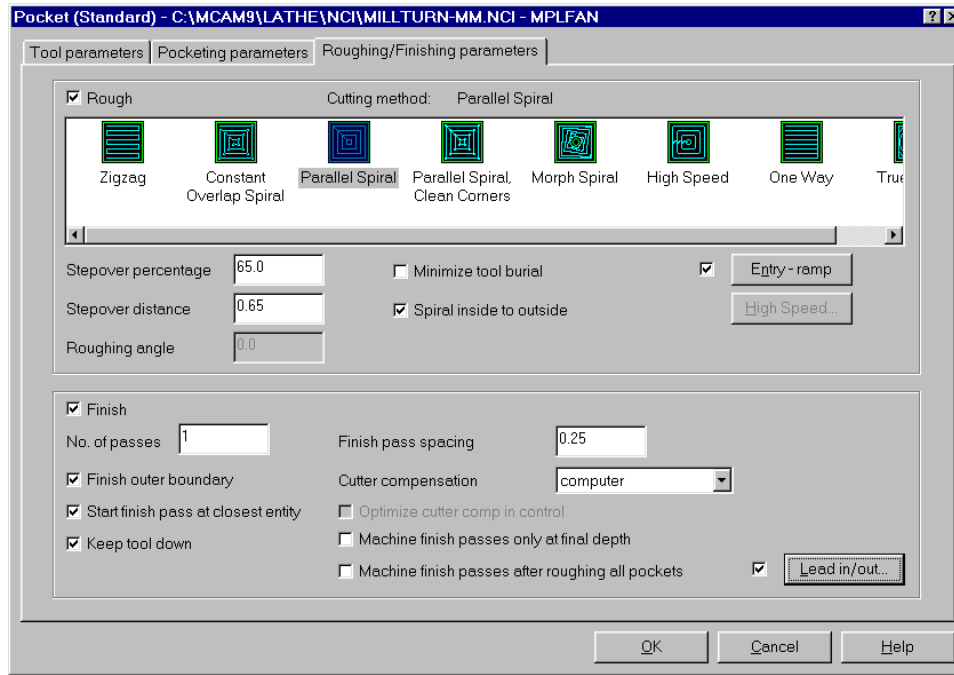 Pocket (Standard) - C:\MCAM9\LATHE\NCI\MILLTURN-MM.NCI - MPLFAN
Tool parameters Pocketing parameters Roughing/Finishing parameters
Rough Cutting method: Parallel Spiral
Zigzag Constant Overlap Spiral Parallel Spiral Parallel Spiral, Clean Corners Morph Spiral High Speed One Way True
Stepover percentage 65.0 Minimize tool burial Entry - ramp
Stepover distance 0.65 Spiral inside to outside High Speed...
Roughing angle 0.0
Finish
No. of passes 1 Finish pass spacing 0.25
Finish outer boundary Cutter compensation computer
Start finish pass at closest entity Optimize cutter comp in control
Keep tool down Machine finish passes only at final depth
Machine finish passes after roughing all pockets Lead in/out...
OK Cancel Help